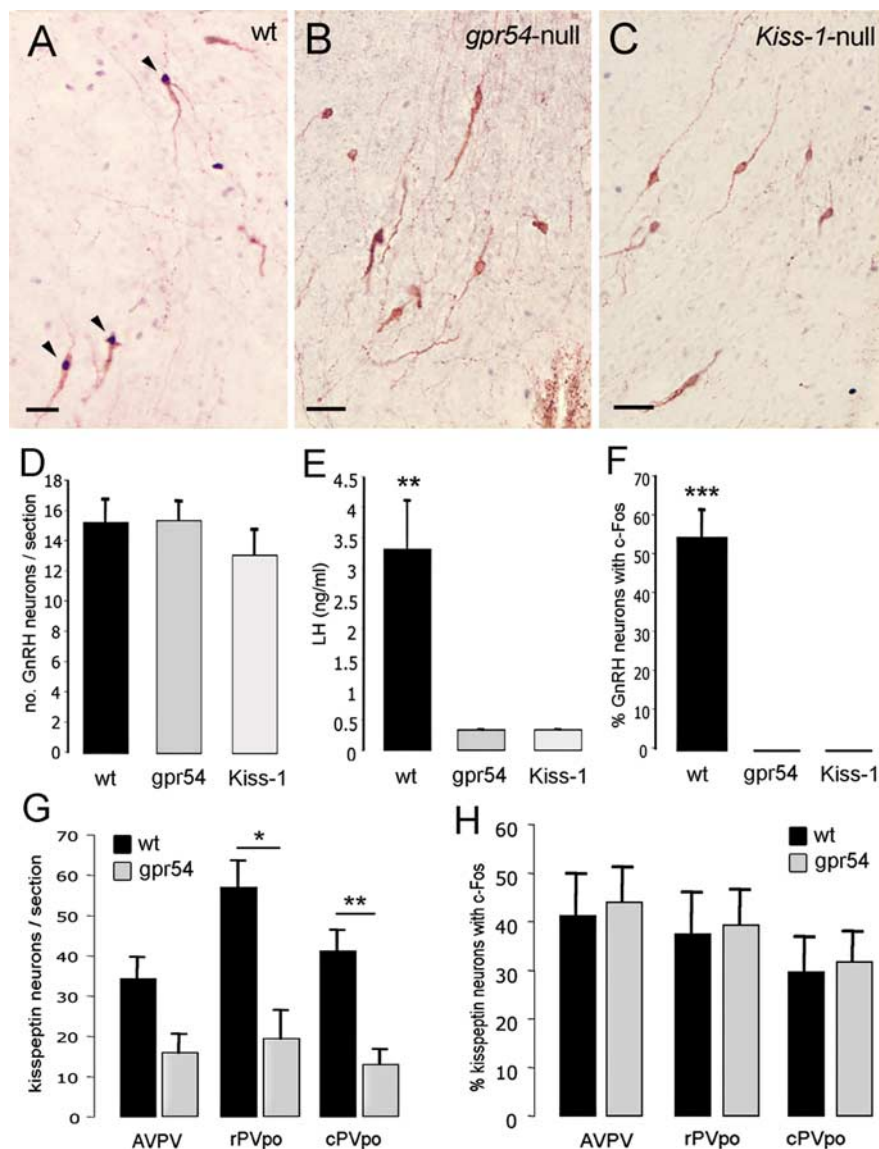 A wt
B gpr54-null
C Kiss-1-null
D
no. GnRH neurons / section
18
16
14
12
10
8
6
4
2
0
wt gpr54 Kiss-1
E
LH (ng/ml)
4.5
4
3.5
3
2.5
2
1.5
1
0.5
0
**
wt gpr54 Kiss-1
F
% GnRH neurons with c-Fos
70
60
50
40
30
20
10
0
***
wt gpr54 Kiss-1
G
kisspeptin neurons / section
70
60
50
40
30
20
10
0
wt
gpr54
*
**
AVPV rPVpo cPVpo
H
% kisspeptin neurons with c-Fos
60
50
40
30
20
10
0
wt
gpr54
AVPV rPVpo cPVpo